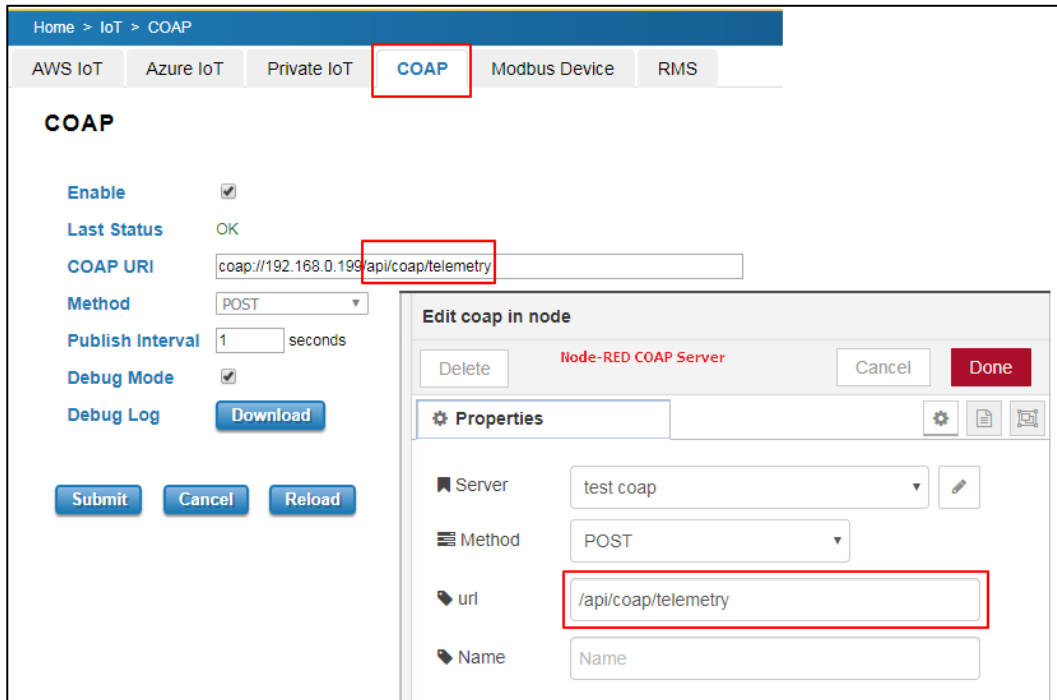 Home > IoT > COAP
AWS IoT Azure IoT Private IoT COAP Modbus Device RMS
COAP
Enable
Last Status OK
COAP URI coap://192.168.0.199/api/coap/telemetry
Method POST
Publish Interval 1 seconds
Debug Mode
Debug Log Download
Submit Cancel Reload
Edit coap in node
Delete Node-RED COAP Server Cancel Done
Properties
Server test coap
Method POST
url /api/coap/telemetry
Name Name